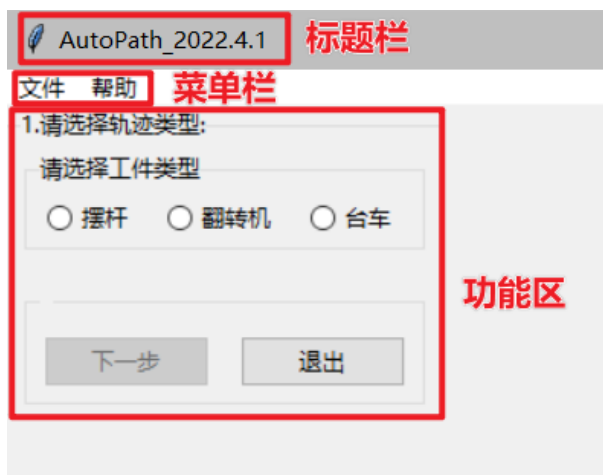 AutoPath_2022.4.1 标题栏
文件 帮助 菜单栏
1.请选择轨迹类型:
请选择工件类型
摆杆 翻转机 台车
功能区
下一步 退出